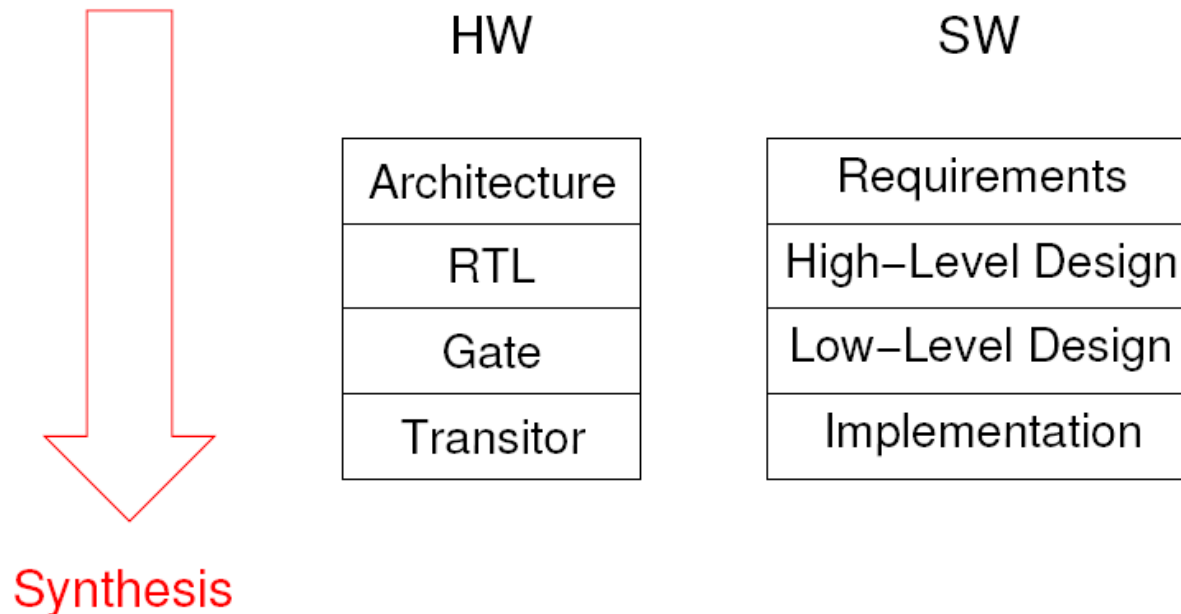 HW
SW
Architecture
Requirements
RTL
High–Level Design
Gate
Low–Level Design
Transitor
Implementation
Synthesis